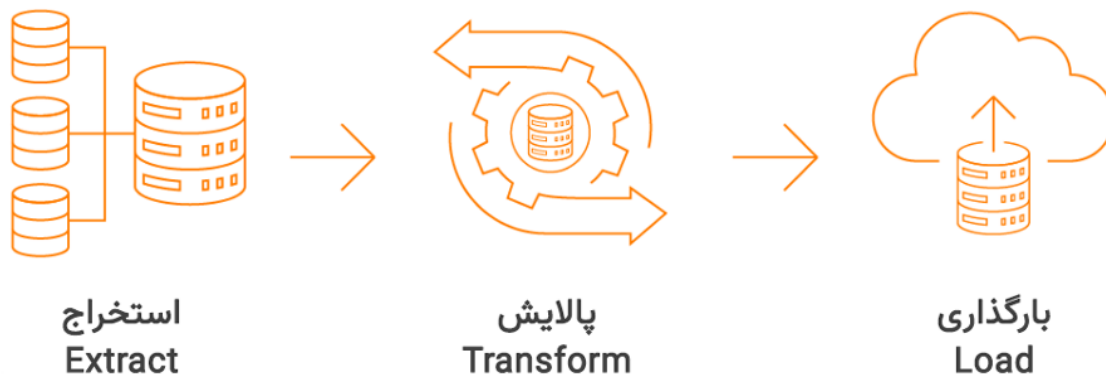 استخراج
Extract
پالایش
Transform
بارگذاری
Load